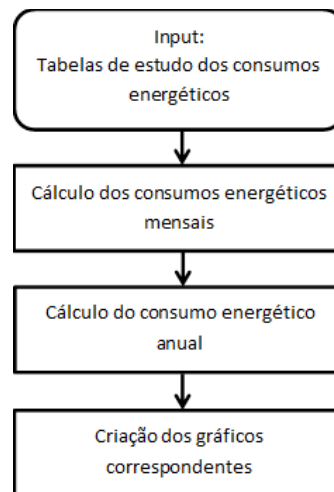 Input:
Tabelas de estudo dos consumos
energéticos
Cálculo dos consumos energéticos
mensais
Cálculo do consumo energético
anual
Criação dos gráficos
correspondentes